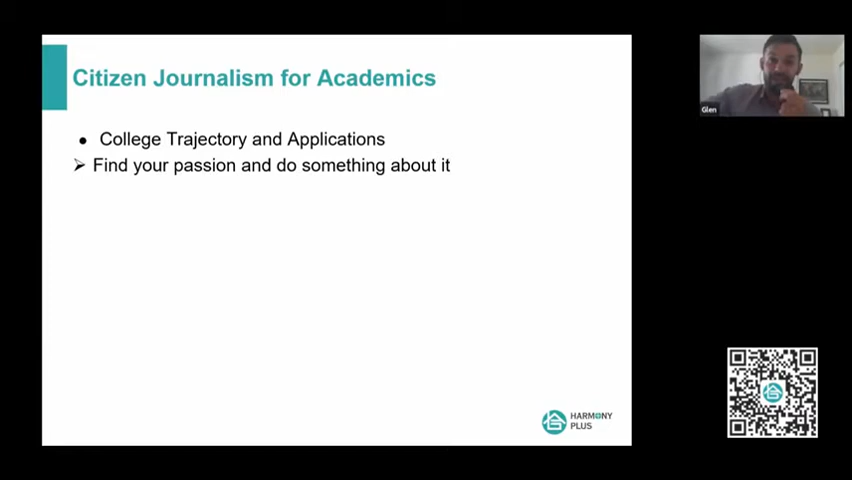 Citizen Journalism for Academics
College Trajectory and Applications
Find your passion and do something about it
Glen
HARMONY
PLUS